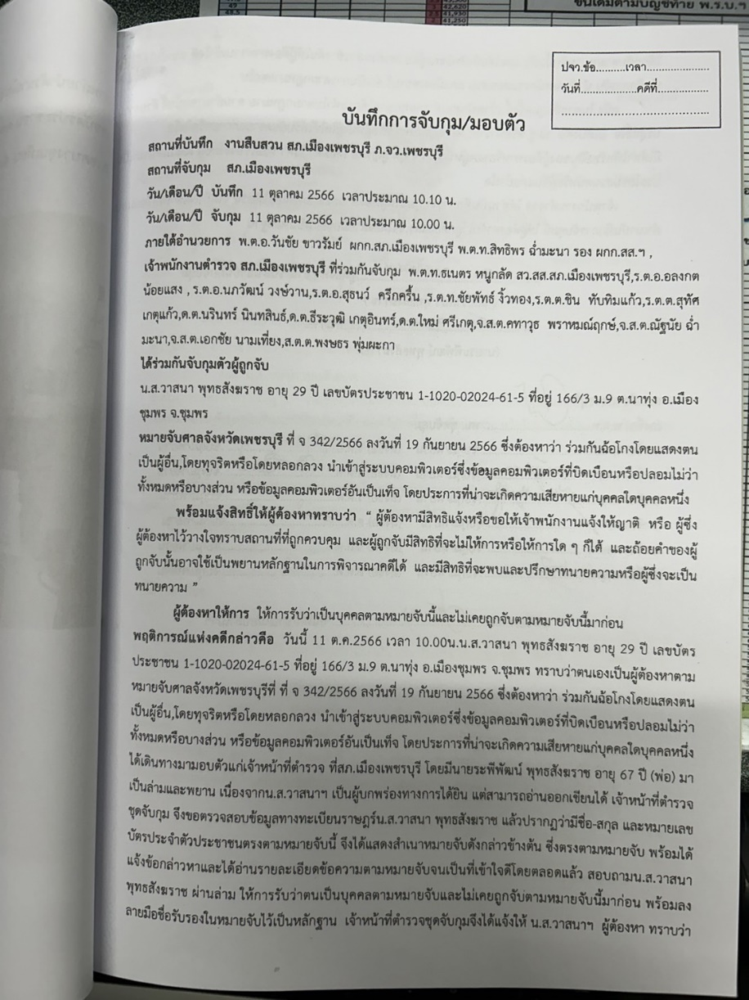 ขั้นเดิมตามบัญชีท้าย พ.ร.บ.ฯ
49
49.5
42,620
41,930
41,250
ปจว.ข้อ..........เวลา......................
วันที่....................คดีที่..................
....................................................
บันทึกการจับกุม/มอบตัว
สถานที่บันทึก งานสืบสวน สภ.เมืองเพชรบุรี ภ.จว.เพชรบุรี
สถานที่จับกุม สภ.เมืองเพชรบุรี
วัน/เดือน/ปี บันทึก 11 ตุลาคม 2566 เวลาประมาณ 10.10 น.
วัน/เดือน/ปี จับกุม 11 ตุลาคม 2566 เวลาประมาณ 10.00 น.
ภายใต้อำนวยการ พ.ต.อ.วันชัย ขาวรัมย์ ผกก.สภ.เมืองเพชรบุรี พ.ต.ท.สิทธิพร ฉ่ำมะนา รอง ผกก.สส.ฯ ,
เจ้าพนักงานตำรวจ สภ.เมืองเพชรบุรี ที่ร่วมกันจับกุม พ.ต.ท.ธเนตร หนูกลัด สว.สส.สภ.เมืองเพชรบุรี,ร.ต.อ.อลงกต
น้อยแสง , ร.ต.อ.นภวัฒน์ วงษ์วาน,ร.ต.อ.สุธนว์ ครึกครื้น ,ร.ต.ท.ชัยพัทธ์ งิ้วทอง,ร.ต.ต.ชิน ทับทิมแก้ว,ร.ต.ต.สุทัศ
เกตุแก้ว,ด.ต.นรินทร์ นินทสินธ์,ด.ต.ธีระวุฒิ เกตุอินทร์,ด.ต.ใหม่ ศรีเกตุ,จ.ส.ต.คทาวุธ พราหมณ์ฤกษ์,จ.ส.ต.ณัฐนัย ฉ่ำ
มะนา,จ.ส.ต.เอกชัย นามเที่ยง,ส.ต.ต.พงษธร พุ่มผะกา
ได้ร่วมกันจับกุมตัวผู้ถูกจับ
น.ส.วาสนา พุทธสังฆราช อายุ 29 ปี เลขบัตรประชาชน 1-1020-02024-61-5 ที่อยู่ 166/3 ม.9 ต.นาทุ่ง อ.เมือง
ชุมพร จ.ชุมพร
หมายจับศาลจังหวัดเพชรบุรี ที่ จ 342/2566 ลงวันที่ 19 กันยายน 2566 ซึ่งต้องหาว่า ร่วมกันฉ้อโกงโดยแสดงตน
เป็นผู้อื่น,โดยทุจริตหรือโดยหลอกลวง นำเข้าสู่ระบบคอมพิวเตอร์ซึ่งข้อมูลคอมพิวเตอร์ที่บิดเบือนหรือปลอมไม่ว่า
ทั้งหมดหรือบางส่วน หรือข้อมูลคอมพิวเตอร์อันเป็นเท็จ โดยประการที่น่าจะเกิดความเสียหายแก่บุคคลใดบุคคลหนึ่ง
พร้อมแจ้งสิทธิ์ให้ผู้ต้องหาทราบว่า “ ผู้ต้องหามีสิทธิแจ้งหรือขอให้เจ้าพนักงานแจ้งให้ญาติ หรือ ผู้ซึ่ง
ผู้ต้องหาไว้วางใจทราบสถานที่ที่ถูกควบคุม และผู้ถูกจับมีสิทธิที่จะไม่ให้การหรือให้การใด ๆ ก็ได้ และถ้อยคำของผู้
ถูกจับนั้นอาจใช้เป็นพยานหลักฐานในการพิจารณาคดีได้ และมีสิทธิที่จะพบและปรึกษาทนายความหรือผู้ซึ่งจะเป็น
ทนายความ ”
ผู้ต้องหาให้การ ให้การรับว่าเป็นบุคคลตามหมายจับนี้และไม่เคยถูกจับตามหมายจับนี้มาก่อน
พฤติการณ์แห่งคดีกล่าวคือ วันนี้ 11 ต.ค.2566 เวลา 10.00น.น.ส.วาสนา พุทธสังฆราช อายุ 29 ปี เลขบัตร
ประชาชน 1-1020-02024-61-5 ที่อยู่ 166/3 ม.9 ต.นาทุ่ง อ.เมืองชุมพร จ.ชุมพร ทราบว่าตนเองเป็นผู้ต้องหาตาม
หมายจับศาลจังหวัดเพชรบุรีที่ ที่ จ 342/2566 ลงวันที่ 19 กันยายน 2566 ซึ่งต้องหาว่า ร่วมกันฉ้อโกงโดยแสดงตน
เป็นผู้อื่น,โดยทุจริตหรือโดยหลอกลวง นำเข้าสู่ระบบคอมพิวเตอร์ซึ่งข้อมูลคอมพิวเตอร์ที่บิดเบือนหรือปลอมไม่ว่า
ทั้งหมดหรือบางส่วน หรือข้อมูลคอมพิวเตอร์อันเป็นเท็จ โดยประการที่น่าจะเกิดความเสียหายแก่บุคคลใดบุคคลหนึ่ง
ได้เดินทางมามอบตัวแก่เจ้าหน้าที่ตำรวจ ที่สภ.เมืองเพชรบุรี โดยมีนายระพีพัฒน์ พุทธสังฆราช อายุ 67 ปี (พ่อ) มา
เป็นล่ามและพยาน เนื่องจากน.ส.วาสนาฯ เป็นผู้บกพร่องทางการได้ยิน แต่สามารถอ่านออกเขียนได้ เจ้าหน้าที่ตำรวจ
ชุดจับกุม จึงขอตรวจสอบข้อมูลทางทะเบียนราษฎร์น.ส.วาสนา พุทธสังฆราช แล้วปรากฏว่ามีชื่อ-สกุล และหมายเลข
บัตรประจำตัวประชาชนตรงตามหมายจับนี้ จึงได้แสดงสำเนาหมายจับดังกล่าวข้างต้น ซึ่งตรงตามหมายจับ พร้อมได้
แจ้งข้อกล่าวหาและได้อ่านรายละเอียดข้อความตามหมายจับจนเป็นที่เข้าใจดีโดยตลอดแล้ว สอบถามน.ส.วาสนา
พุทธสังฆราช ผ่านล่าม ให้การรับว่าตนเป็นบุคคลตามหมายจับและไม่เคยถูกจับตามหมายจับนี้มาก่อน พร้อมลง
ลายมือชื่อรับรองในหมายจับไว้เป็นหลักฐาน เจ้าหน้าที่ตำรวจชุดจับกุมจึงได้แจ้งให้ น.ส.วาสนาฯ ผู้ต้องหา ทราบว่า